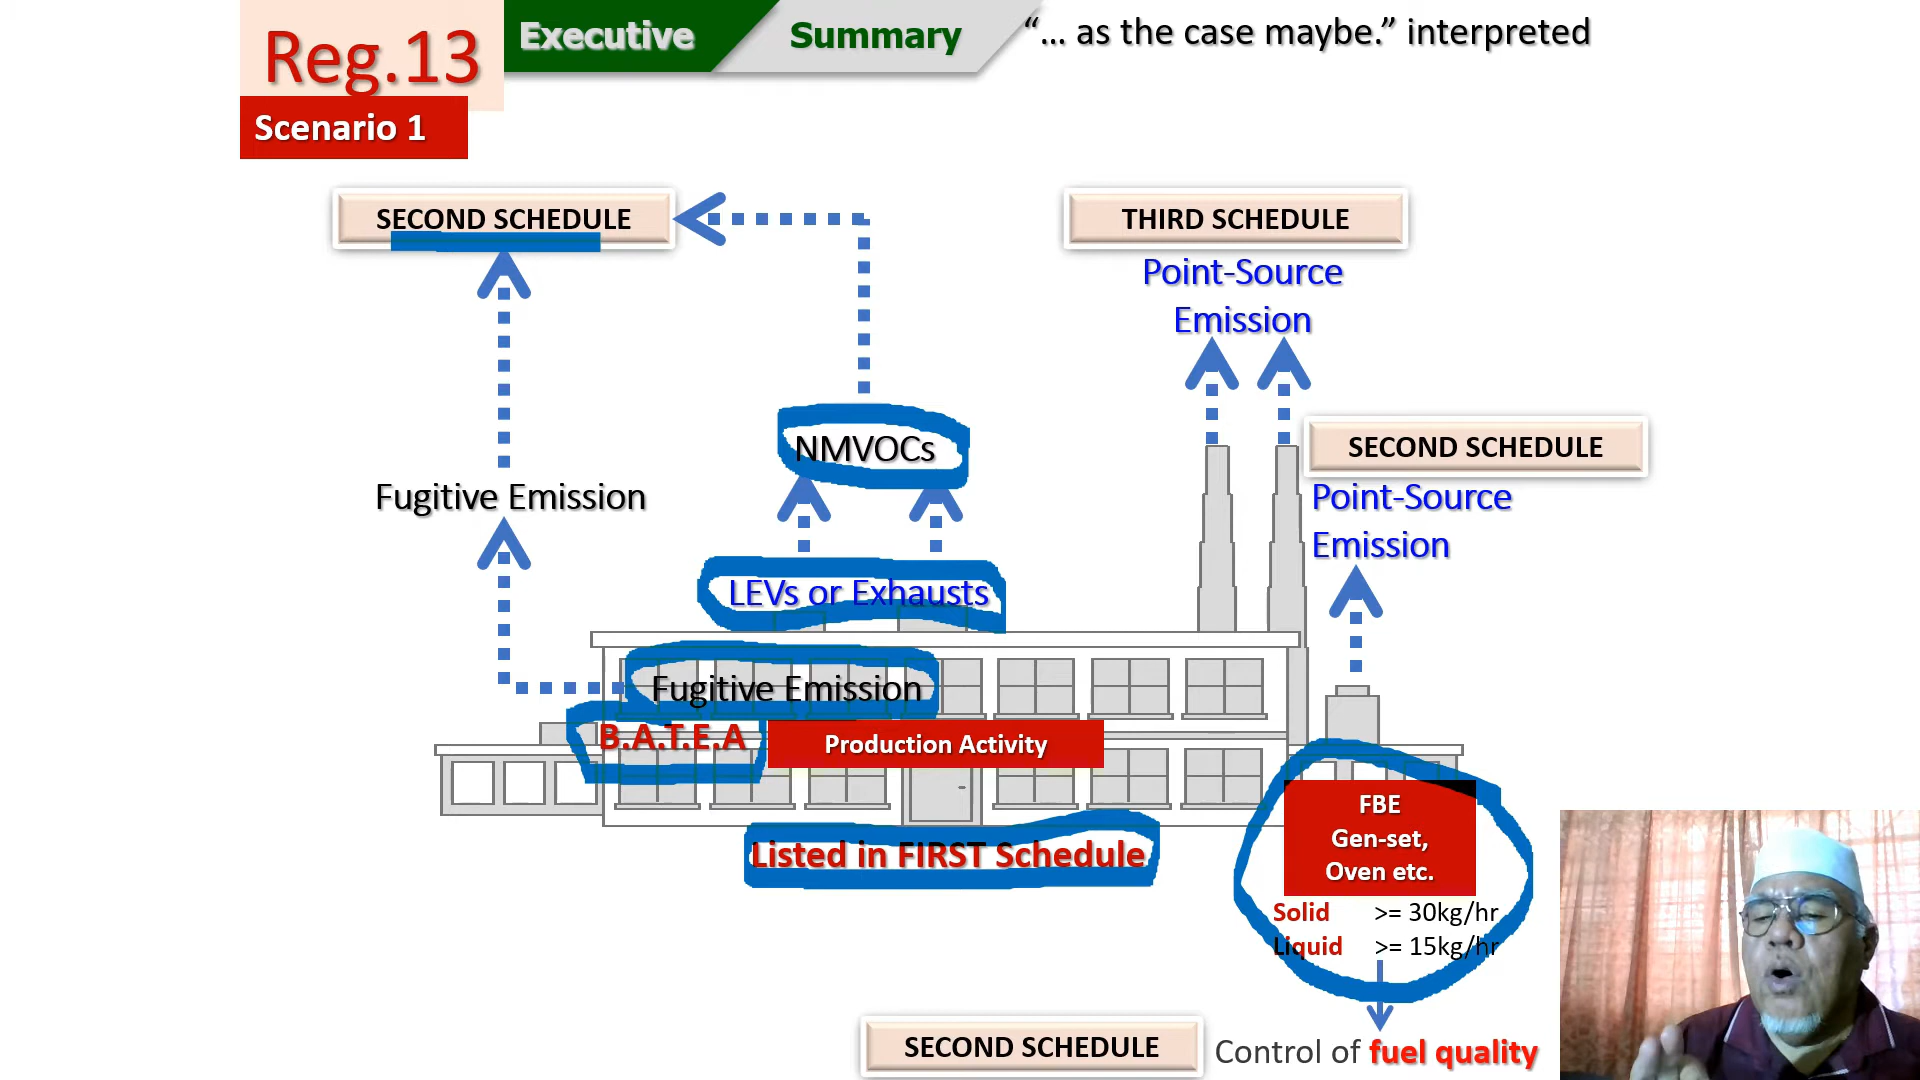 Reg.13
Executive Summary
“... as the case maybe.” interpreted
Scenario 1
SECOND SCHEDULE
THIRD SCHEDULE
Point-Source
Emission
NMVOCs
SECOND SCHEDULE
Fugitive Emission
Point-Source
Emission
LEVs or Exhausts
Fugitive Emission
B.A.T.E.A
Production Activity
Listed in FIRST Schedule
FBE
Gen-set,
Oven etc.
Solid >= 30kg/hr
Liquid >= 15kg/hr
SECOND SCHEDULE
Control of fuel quality